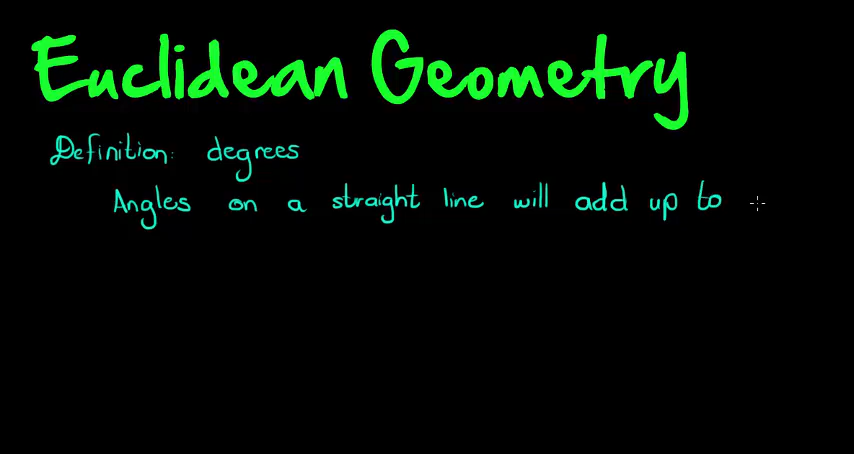 Euclidean Geometry
Definition: degrees
Angles on a straight line will add up to